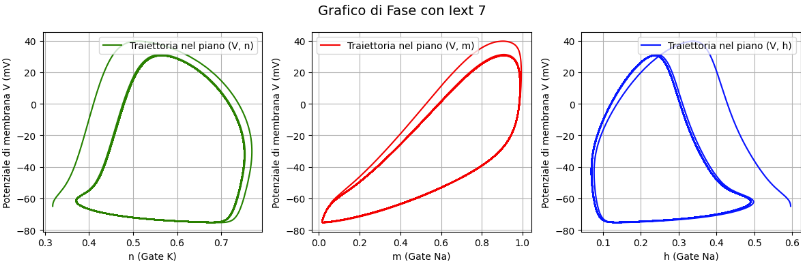 Grafico di Fase con Iext 7
Potenziale di membrana V (mV)
40
20
0
−20
−40
−60
−80
Traiettoria nel piano (V, n)
0.3 0.4 0.5 0.6 0.7
n (Gate K)
Potenziale di membrana V (mV)
40
20
0
−20
−40
−60
−80
Traiettoria nel piano (V, m)
0.0 0.2 0.4 0.6 0.8 1.0
m (Gate Na)
Potenziale di membrana V (mV)
40
20
0
−20
−40
−60
−80
Traiettoria nel piano (V, h)
0.1 0.2 0.3 0.4 0.5 0.6
h (Gate Na)